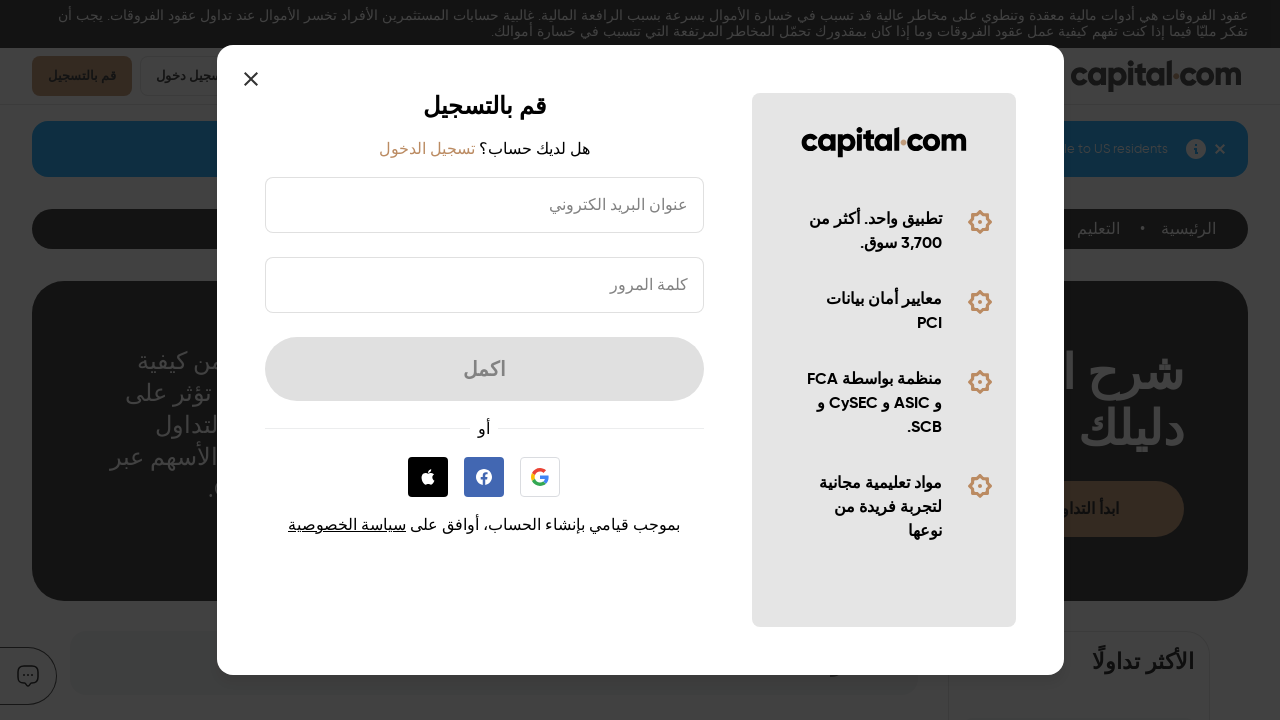 عقود الفروقات هي أدوات مالية معقدة وتنطوي على مخاطر عالية قد تسبب في خسارة الأموال بسرعة بسبب الرافعة المالية. غالبية حسابات المستثمرين الأفراد تخسر الأموال عند تداول عقود الفروقات. يجب أن
تفكر مليّا فيما إذا كنت تفهم كيفية عمل عقود الفروقات وما إذا كان بمقدورك تحمّل المخاطر المرتفعة التي تتسبب في خسارة أموالك.
capital.com
تسجيل دخول
قم بالتسجيل
to US residents
الرئيسية • التعليم
شرح
دليلك
من كيفية
تؤثر على
الأسهم عبر
ابدأ
الأكثر تداولًا
capital.com
تطبيق واحد. أكثر من
3,700 سوق.
معايير أمان بيانات
PCI
منظمة بواسطة FCA
و ASIC و CySEC و
SCB.
مواد تعليمية مجانية
لتجربة فريدة من
نوعها
قم بالتسجيل
هل لديك حساب؟ تسجيل الدخول
عنوان البريد الكتروني
كلمة المرور
اكمل
أو
بموجب قيامي بإنشاء الحساب، أوافق على سياسة الخصوصية